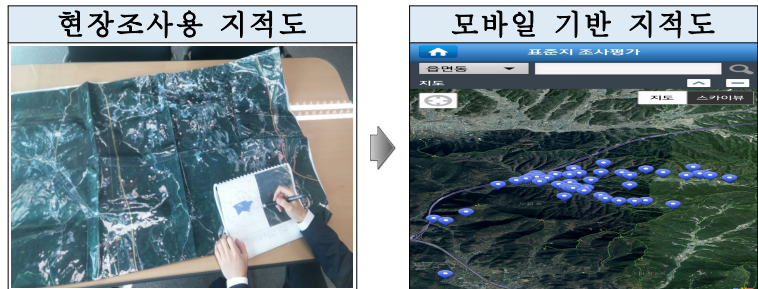 현장조사용 지적도
모바일 기반 지적도
표준지 조사평가
읍면동
지도
지도 스카이뷰